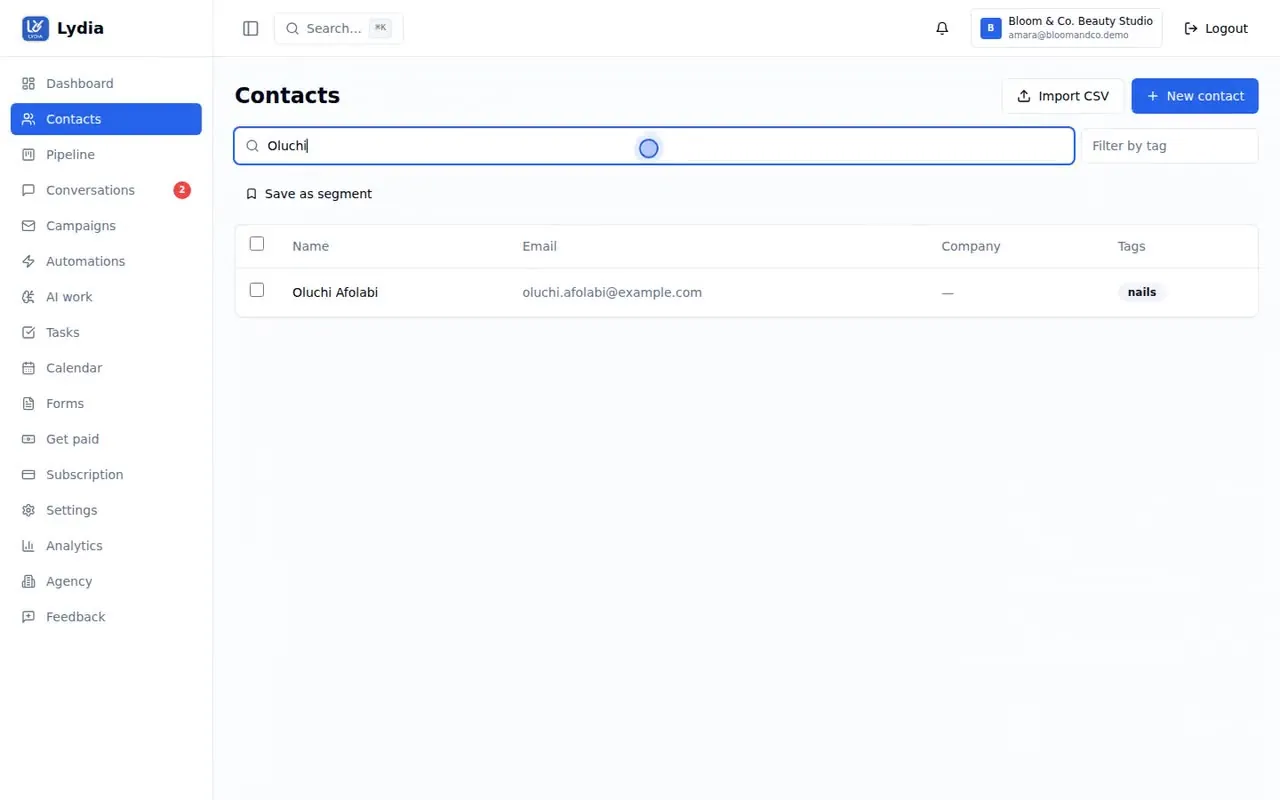 Lydia
Search... ⌘K
B
Bloom & Co. Beauty Studio
amara@bloomandco.demo
Logout
Dashboard
Contacts
Pipeline
Conversations 2
Campaigns
Automations
AI work
Tasks
Calendar
Forms
Get paid
Subscription
Settings
Analytics
Agency
Feedback
Contacts
Import CSV
New contact
Oluchi
Filter by tag
Save as segment
Name Email Company Tags
Oluchi Afolabi oluchi.afolabi@example.com — nails